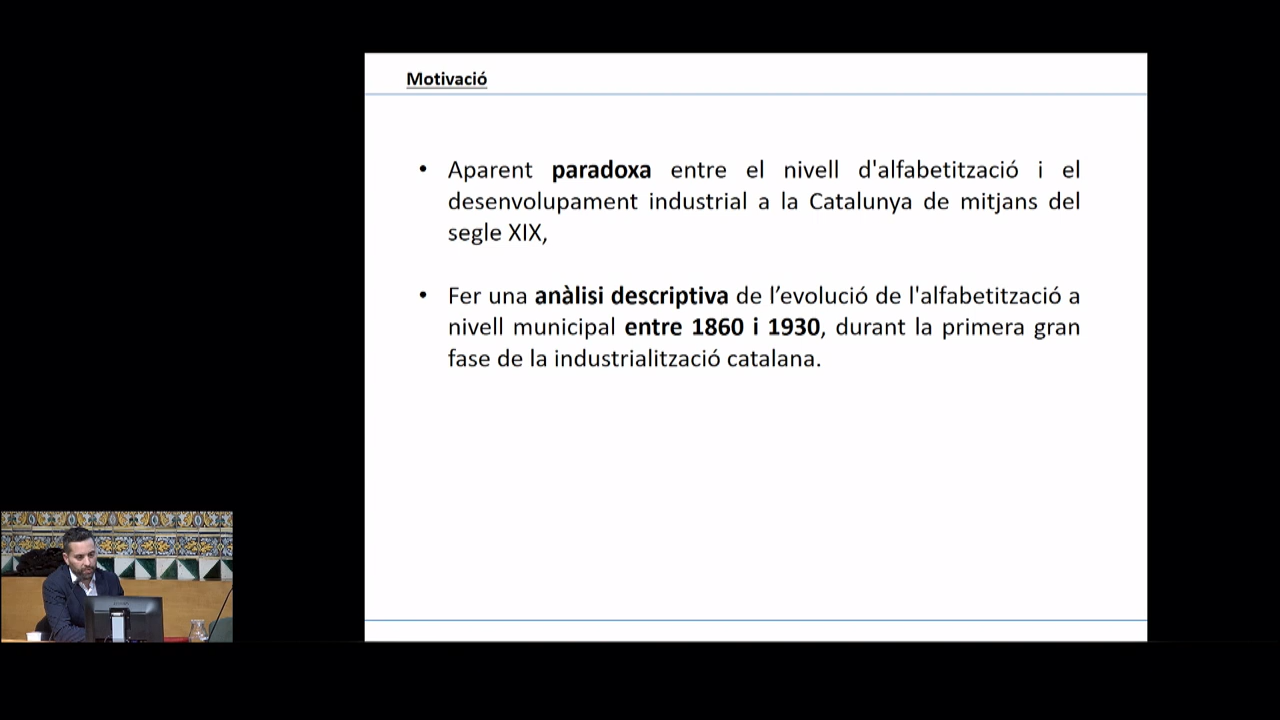 Motivació
• Aparent paradoxa entre el nivell d'alfabetització i el
desenvolupament industrial a la Catalunya de mitjans del
segle XIX,
• Fer una anàlisi descriptiva de l’evolució de l'alfabetització a
nivell municipal entre 1860 i 1930, durant la primera gran
fase de la industrialització catalana.